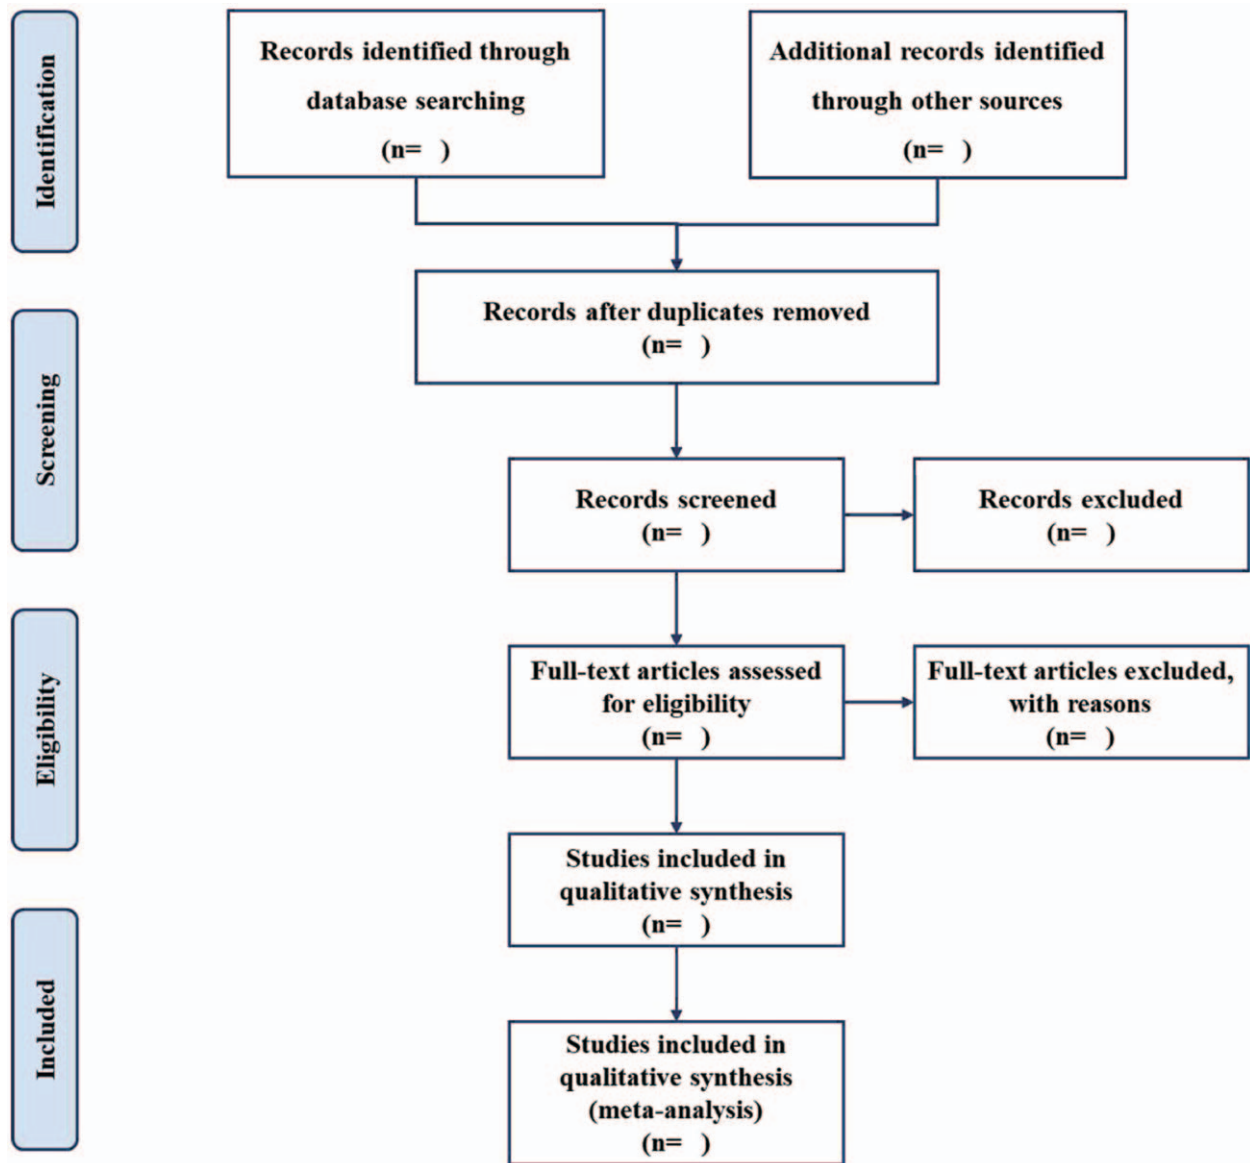 Identification
Records identified through
database searching
(n=   )
Additional records identified
through other sources
(n=   )
Records after duplicates removed
(n=   )
Screening
Records screened
(n=   )
Records excluded
(n=   )
Eligibility
Full-text articles assessed
for eligibility
(n=   )
Full-text articles excluded,
with reasons
(n=   )
Studies included in
qualitative synthesis
(n=   )
Included
Studies included in
qualitative synthesis
(meta-analysis)
(n=   )